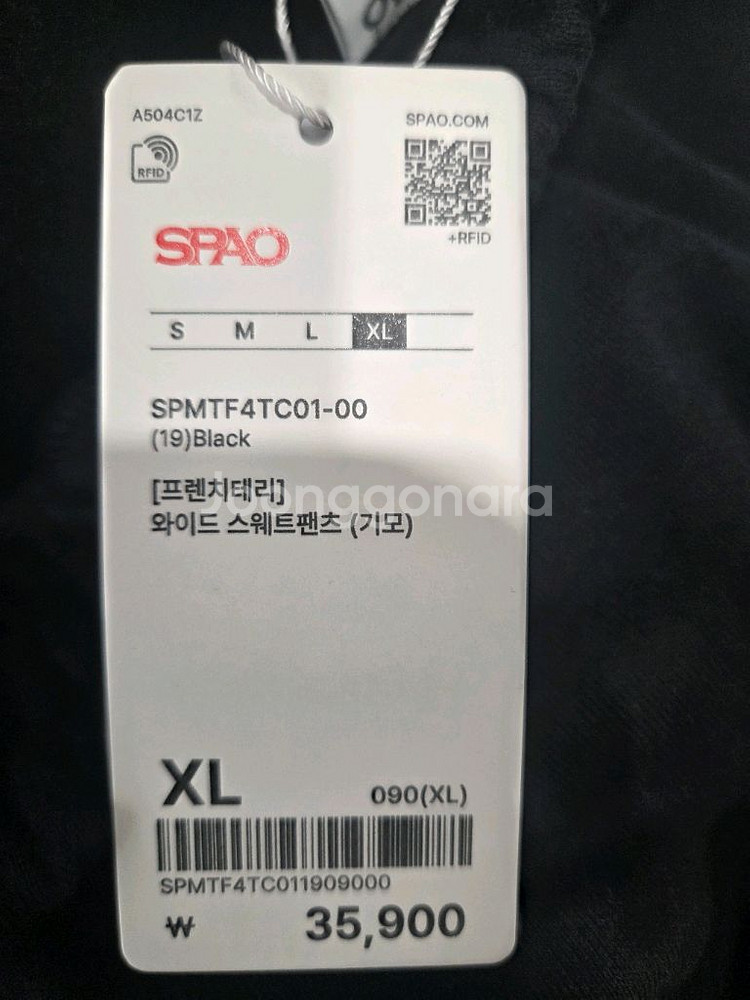 A504C1Z
SPAO.COM
RFID
+RFID
SPAO
S M L XL
SPMTF4TC01-00
(19)Black
[프렌치테리]
Joonggonara
와이드 스웨트팬츠 (기모)
XL
090(XL)
SPMTF4TC011909000
₩ 35,900